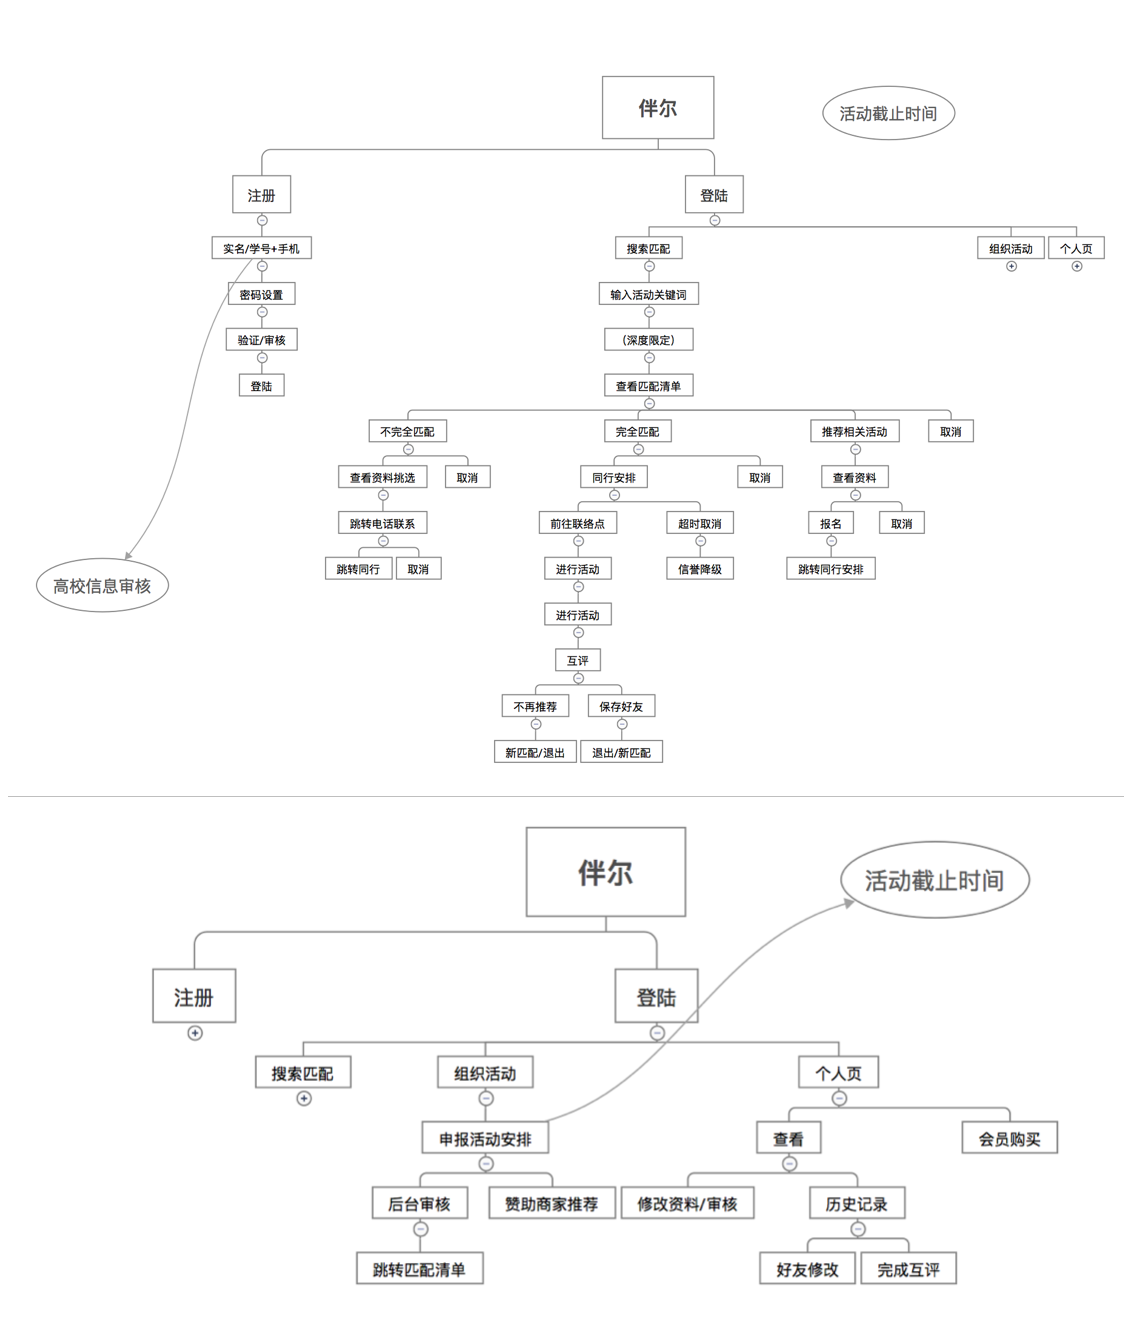 伴尔
活动截止时间
注册
登陆
实名/学号+手机
搜索匹配
组织活动
个人页
密码设置
输入活动关键词
验证/审核
（深度限定）
登陆
查看匹配清单
不完全匹配
完全匹配
推荐相关活动
取消
查看资料挑选
取消
同行安排
取消
查看资料
跳转电话联系
前往联络点
超时取消
报名
取消
跳转同行
取消
进行活动
信誉降级
跳转同行安排
高校信息审核
进行活动
互评
不再推荐
保存好友
新匹配/退出
退出/新匹配
伴尔
活动截止时间
注册
登陆
搜索匹配
组织活动
个人页
申报活动安排
查看
会员购买
后台审核
赞助商家推荐
修改资料/审核
历史记录
跳转匹配清单
好友修改
完成互评